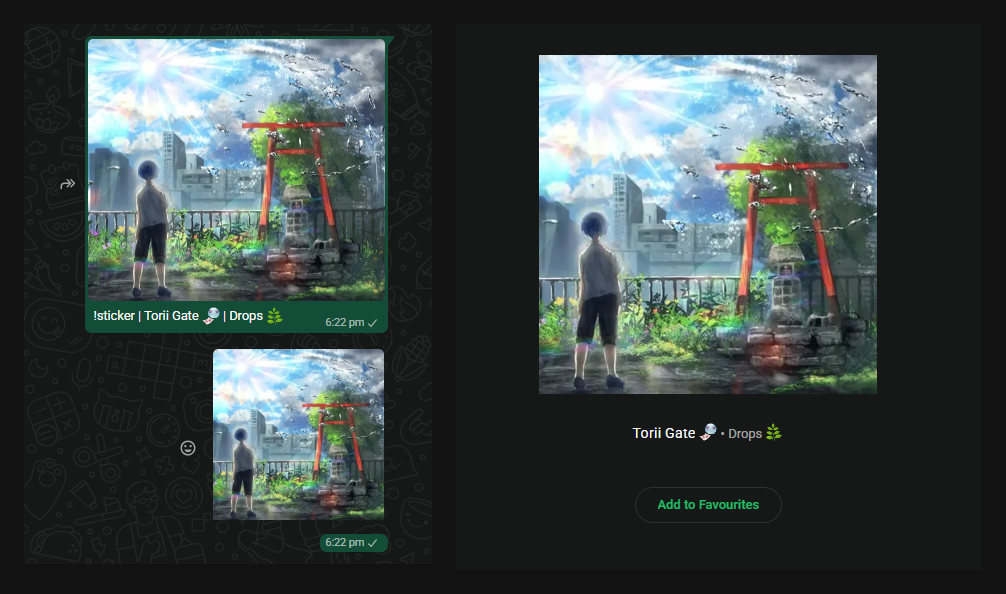 !sticker | Torii Gate 🎐 | Drops 🌿
6:22 pm
6:22 pm
Torii Gate 🎐 • Drops 🌿
Add to Favourites